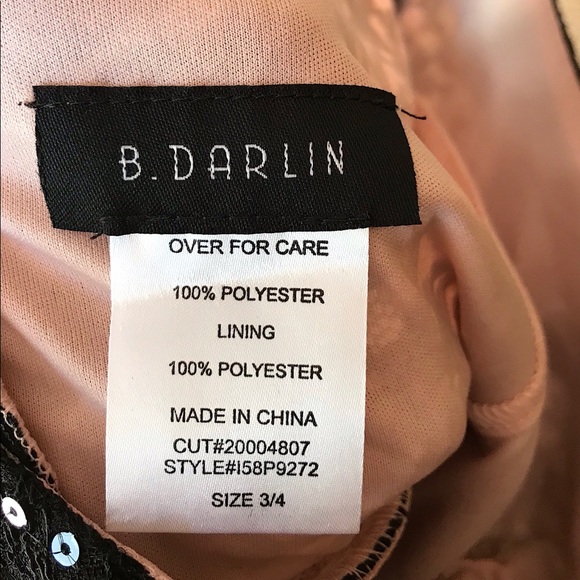 B. DARLIN
OVER FOR CARE
100% POLYESTER
LINING
100% POLYESTER
MADE IN CHINA
CUT#20004807
STYLE#I58P9272
SIZE 3/4